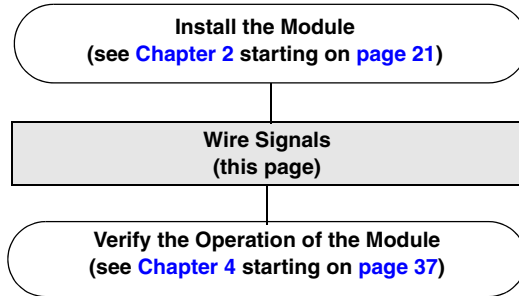 Install the Module
(see Chapter 2 starting on page 21)
Wire Signals
(this page)
Verify the Operation of the Module
(see Chapter 4 starting on page 37)